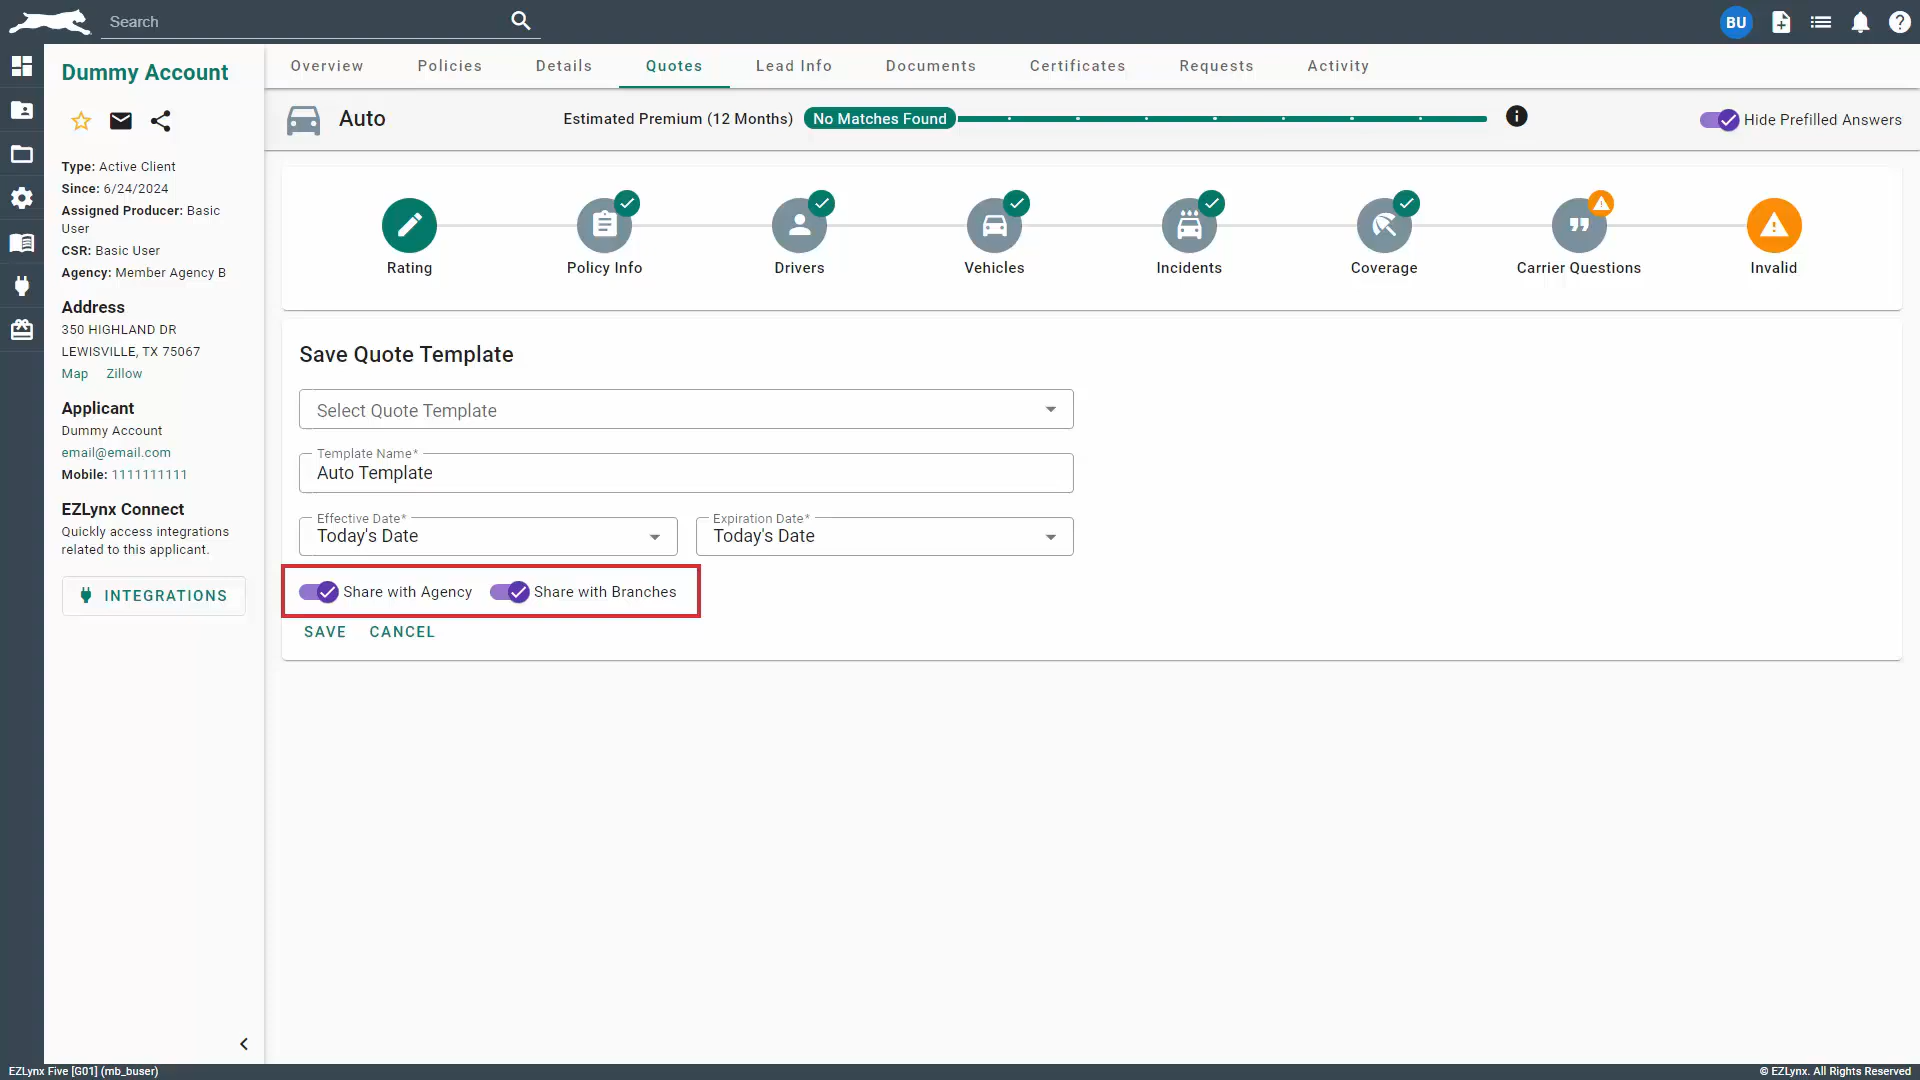 Search
BU
Dummy Account
Type: Active Client
Since: 6/24/2024
Assigned Producer: Basic
User
CSR: Basic User
Agency: Member Agency B
Address
350 HIGHLAND DR
LEWISVILLE, TX 75067
Map Zillow
Applicant
Dummy Account
email@email.com
Mobile: 1111111111
EZLynx Connect
Quickly access integrations
related to this applicant.
INTEGRATIONS
Overview Policies Details Quotes Lead Info Documents Certificates Requests Activity
Auto Estimated Premium (12 Months) No Matches Found Hide Prefilled Answers
Rating Policy Info Drivers Vehicles Incidents Coverage Carrier Questions Invalid
Save Quote Template
Select Quote Template
Template Name*
Auto Template
Effective Date* Expiration Date*
Today's Date Today's Date
Share with Agency Share with Branches
SAVE CANCEL
EZLynx Five [G01] (mb_buser) © EZLynx. All Rights Reserved